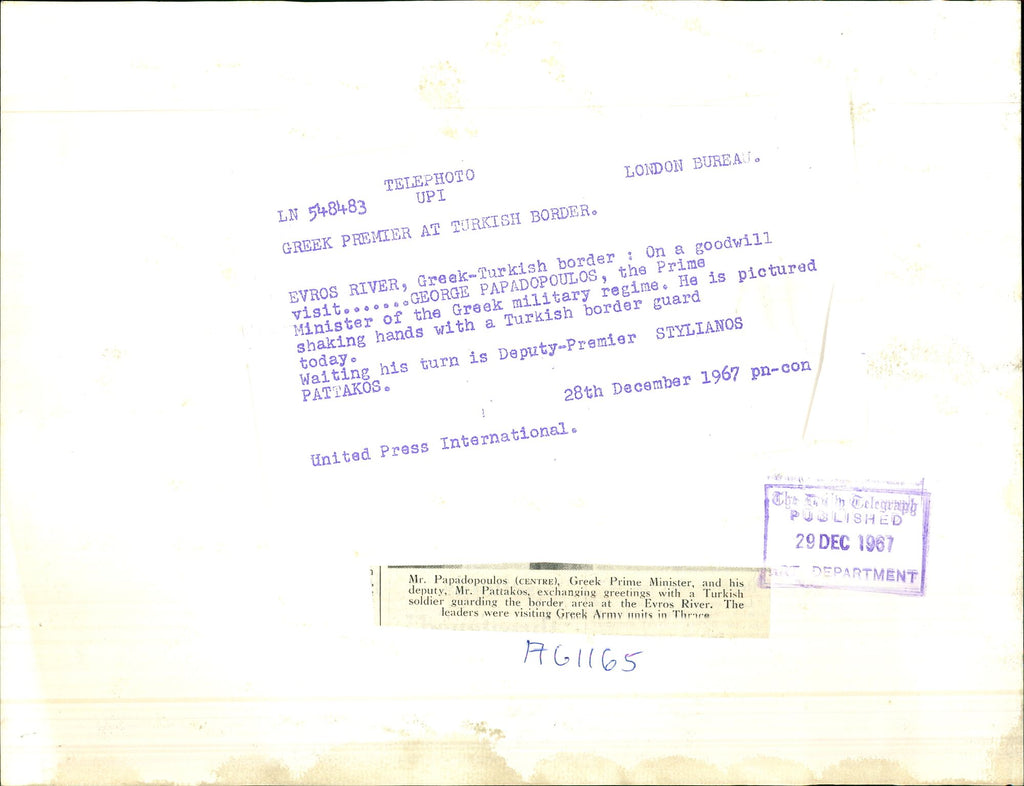 TELEPHOTO LONDON BUREAU.
LN 548483 UPI
GREEK PREMIER AT TURKISH BORDER.
EVROS RIVER, Greek-Turkish border : On a goodwill
visit.......GEORGE PAPADOPOULOS, the Prime
Minister of the Greek military regime. He is pictured
shaking hands with a Turkish border guard
today.
Waiting his turn is Deputy-Premier STYLIANOS
PATTAKOS.
28th December 1967 pn-con
United Press International.
The Daily Telegraph
PUBLISHED
29 DEC 1967
ART DEPARTMENT
Mr. Papadopoulos (CENTRE), Greek Prime Minister, and his
deputy, Mr. Pattakos, exchanging greetings with a Turkish
soldier guarding the border area at the Evros River. The
leaders were visiting Greek Army units in Thrace
AG1165